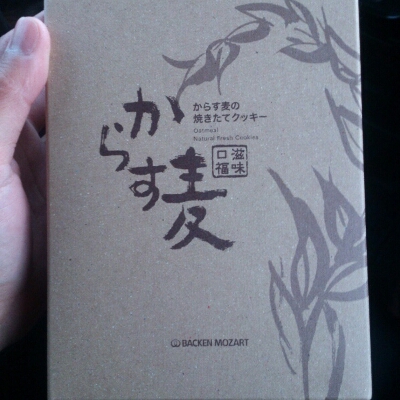 からす麦の
焼きたてクッキー
Oatmeal
Natural Fresh Cookies
からす麦
滋味
口福
BACKEN MOZART